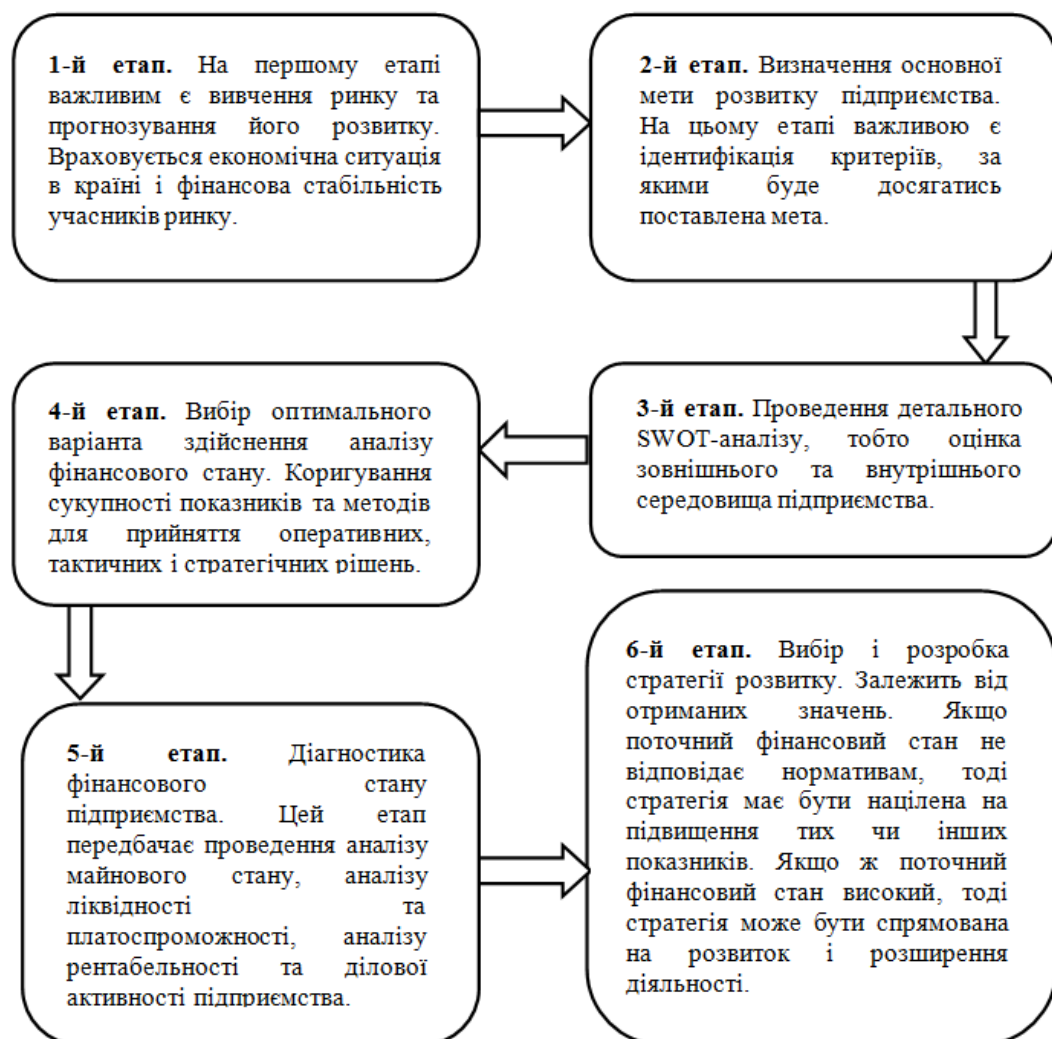 1-й етап. На першому етапі
важливим є вивчення ринку та
прогнозування його розвитку.
Враховується економічна ситуація
в країні і фінансова стабільність
учасників ринку.
2-й етап. Визначення основної
мети розвитку підприємства.
На цьому етапі важливою є
ідентифікація критеріїв, за
якими буде досягатись
поставлена мета.
3-й етап. Проведення детального
SWOT-аналізу, тобто оцінка
зовнішнього та внутрішнього
середовища підприємства.
4-й етап. Вибір оптимального
варіанта здійснення аналізу
фінансового стану. Коригування
сукупності показників та методів
для прийняття оперативних,
тактичних і стратегічних рішень.
5-й етап. Діагностика
фінансового стану
підприємства. Цей етап
передбачає проведення аналізу
майнового стану, аналізу
ліквідності та
платоспроможності, аналізу
рентабельності та ділової
активності підприємства.
6-й етап. Вибір і розробка
стратегії розвитку. Залежить від
отриманих значень. Якщо
поточний фінансовий стан не
відповідає нормативам, тоді
стратегія має бути націлена на
підвищення тих чи інших
показників. Якщо ж поточний
фінансовий стан високий, тоді
стратегія може бути спрямована
на розвиток і розширення
діяльності.